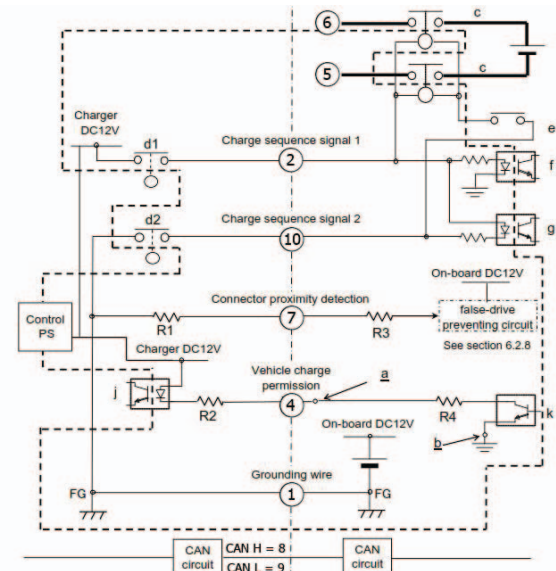 6
c
5
c
Charger
DC12V
d1
Charge sequence signal 1
e
2
f
d2
Charge sequence signal 2
10
g
On-board DC12V
Connector proximity detection
Control
PS
R1
7
R3
false-drive
preventing circuit
See section 6.2.8
Charger DC12V
Vehicle charge
permission
a
j
R2
4
R4
k
On-board DC12V
b
Grounding wire
FG
1
FG
CAN
circuit
CAN H = 8
CAN L = 9
CAN
circuit